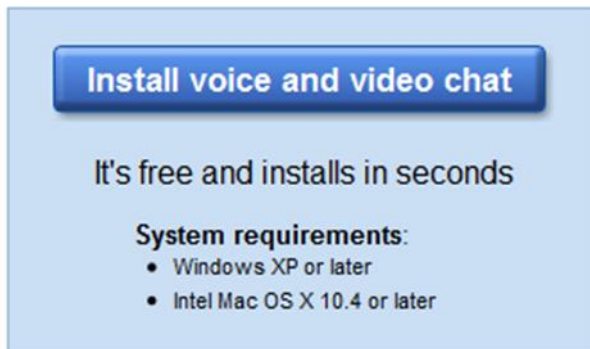 Install voice and video chat
It's free and installs in seconds
System requirements:
• Windows XP or later
• Intel Mac OS X 10.4 or later